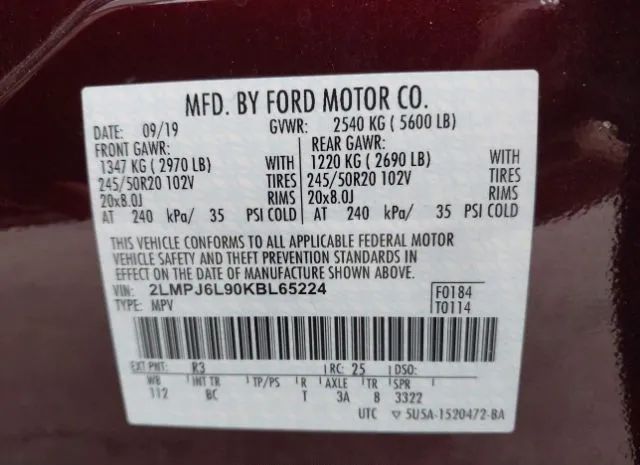 MFD. BY FORD MOTOR CO.
DATE: 09/19 GVWR: 2540 KG ( 5600 LB)
FRONT GAWR: REAR GAWR:
1347 KG ( 2970 LB) WITH 1220 KG ( 2690 LB) WITH
245/50R20 102V TIRES 245/50R20 102V TIRES
20x8.0J RIMS 20x8.0J RIMS
AT 240 kPa/ 35 PSI COLD AT 240 kPa/ 35 PSI COLD
THIS VEHICLE CONFORMS TO ALL APPLICABLE FEDERAL MOTOR
VEHICLE SAFETY AND THEFT PREVENTION STANDARDS IN
EFFECT ON THE DATE OF MANUFACTURE SHOWN ABOVE.
VIN: 2LMPJ6L90KBL65224 F0184
TYPE: MPV T0114
EXT PNT: R3 RC: 25 DSO:
WB INT TR TP/PS R AXLE TR SPR
112 BC T 3A B 3322
UTC ▽ 5U5A-1520472-BA